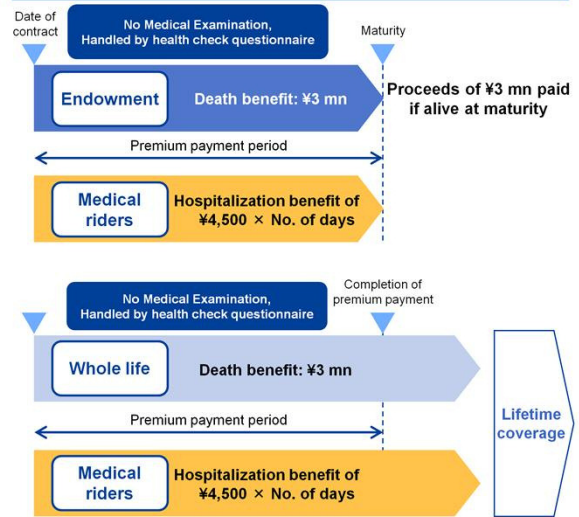 Date of
contract
No Medical Examination,
Handled by health check questionnaire
Maturity
Endowment
Death benefit: ¥3 mn
Proceeds of ¥3 mn paid
if alive at maturity
Premium payment period
Medical
riders
Hospitalization benefit of
¥4,500 × No. of days
No Medical Examination,
Handled by health check questionnaire
Completion of
premium payment
Whole life
Death benefit: ¥3 mn
Premium payment period
Lifetime
coverage
Medical
riders
Hospitalization benefit of
¥4,500 × No. of days